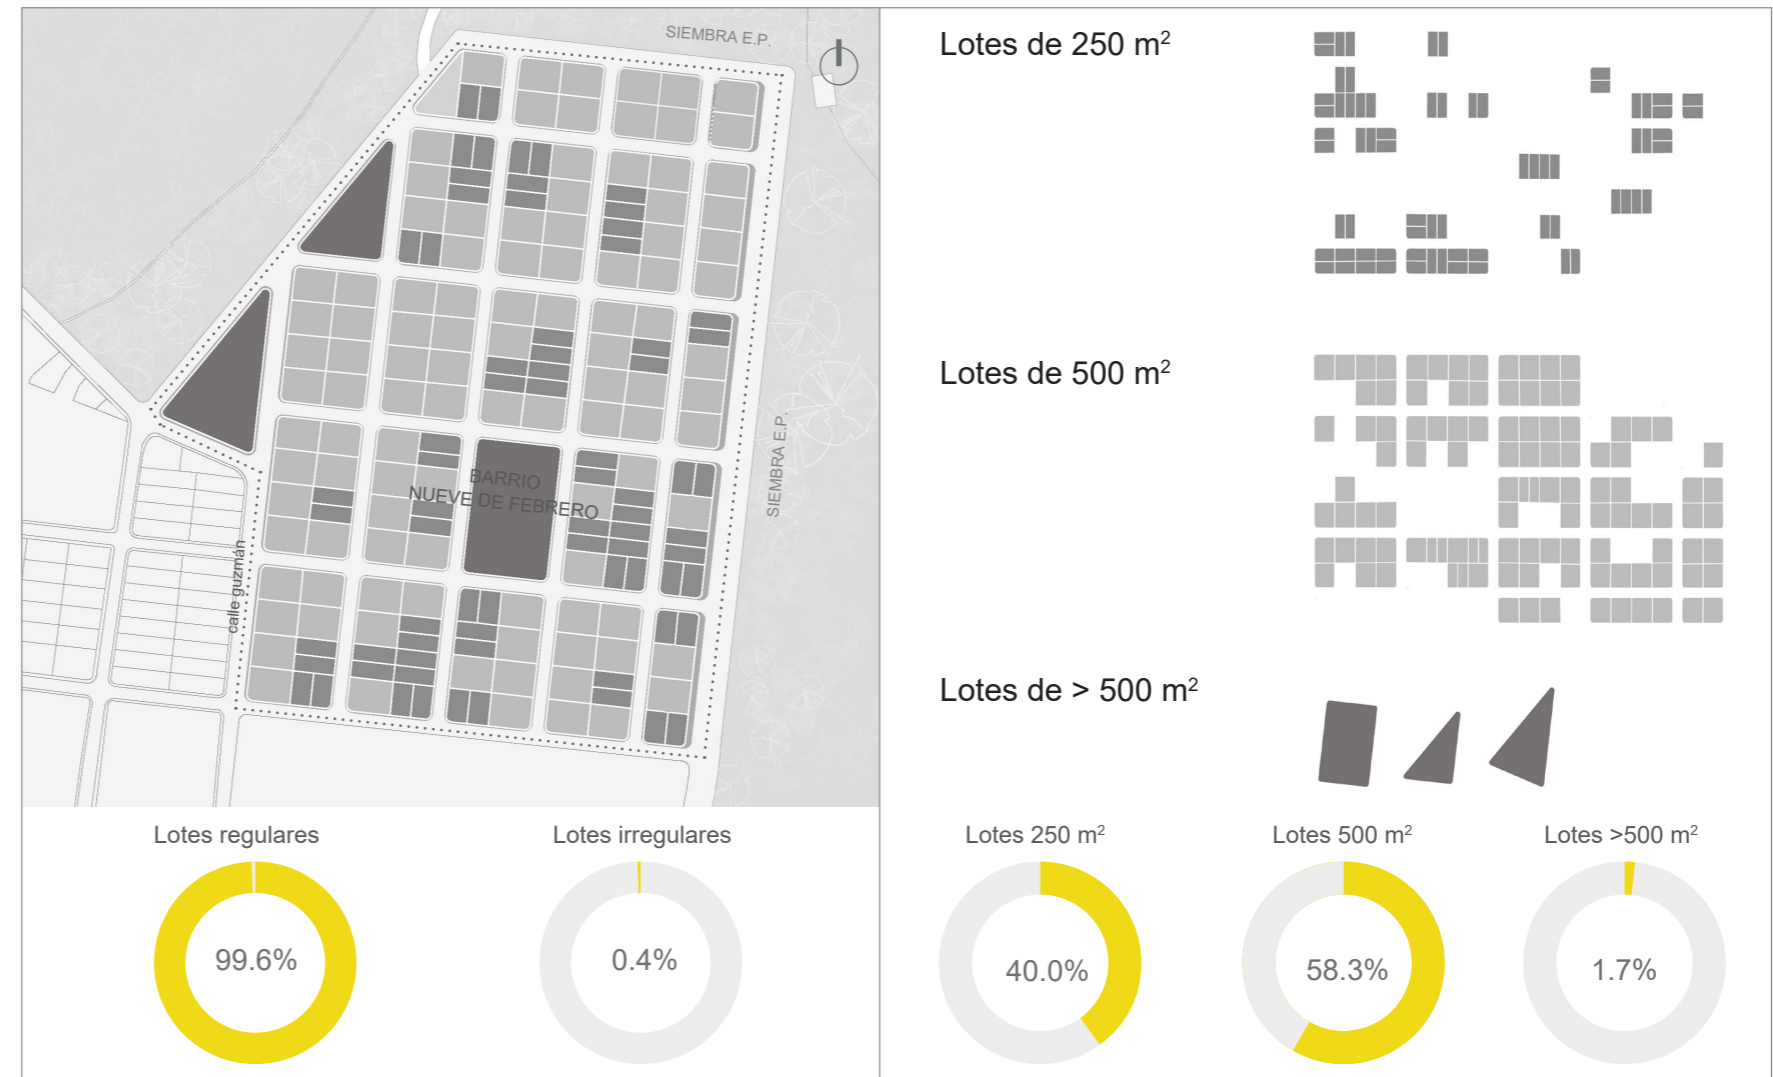 SIEMBRA E.P.
BARRIO
NUEVE DE FEBRERO
SIEMBRA E.P.
calle guzmán
Lotes de 250 m²
Lotes de 500 m²
Lotes de > 500 m²
Lotes regulares
Lotes irregulares
99.6%
0.4%
Lotes 250 m²
Lotes 500 m²
Lotes >500 m²
40.0%
58.3%
1.7%